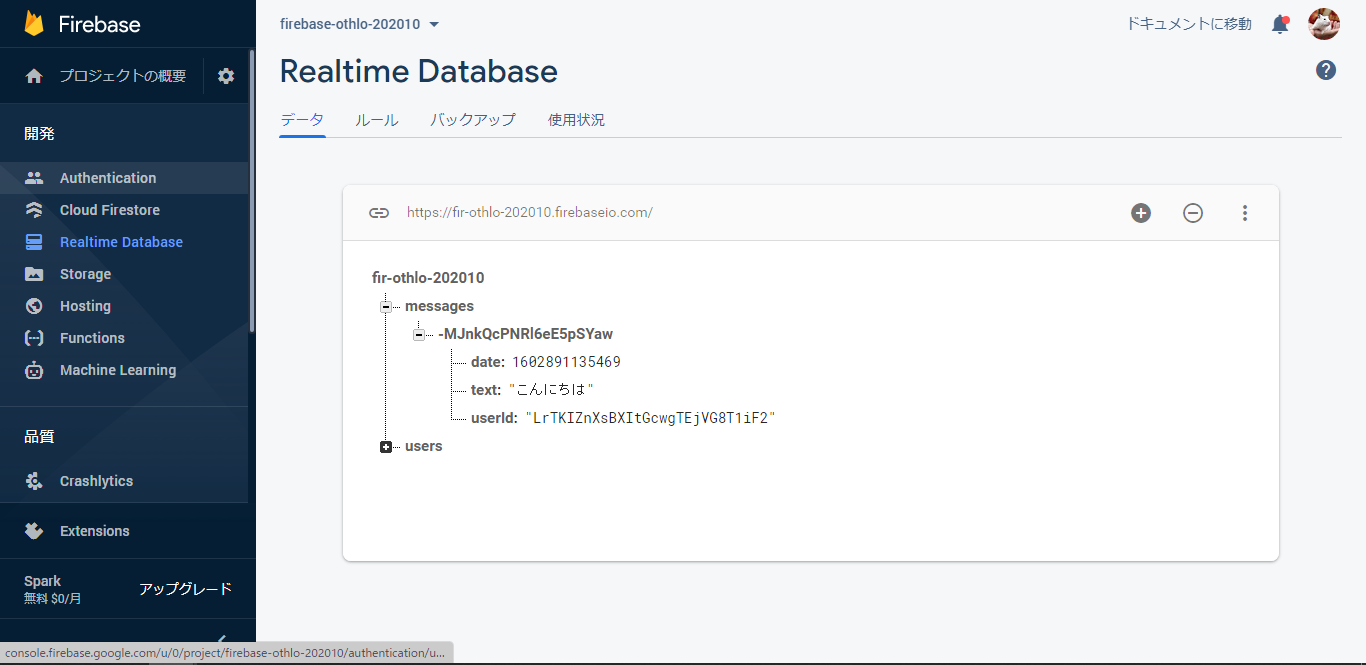 Firebase
プロジェクトの概要
開発
Authentication
Cloud Firestore
Realtime Database
Storage
Hosting
Functions
Machine Learning
品質
Crashlytics
Extensions
Spark
無料 $0/月
アップグレード
console.firebase.google.com/u/0/project/firebase-othlo-202010/authentication/u...
firebase-othlo-202010
ドキュメントに移動
Realtime Database
データ ルール バックアップ 使用状況
https://fir-othlo-202010.firebaseio.com/
fir-othlo-202010
messages
-MJnkQcPNRl6eE5pSYaw
date: 1602891135469
text: "こんにちは"
userId: "LrTKIZnXsBXItGcwgTEjVG8T1iF2"
users